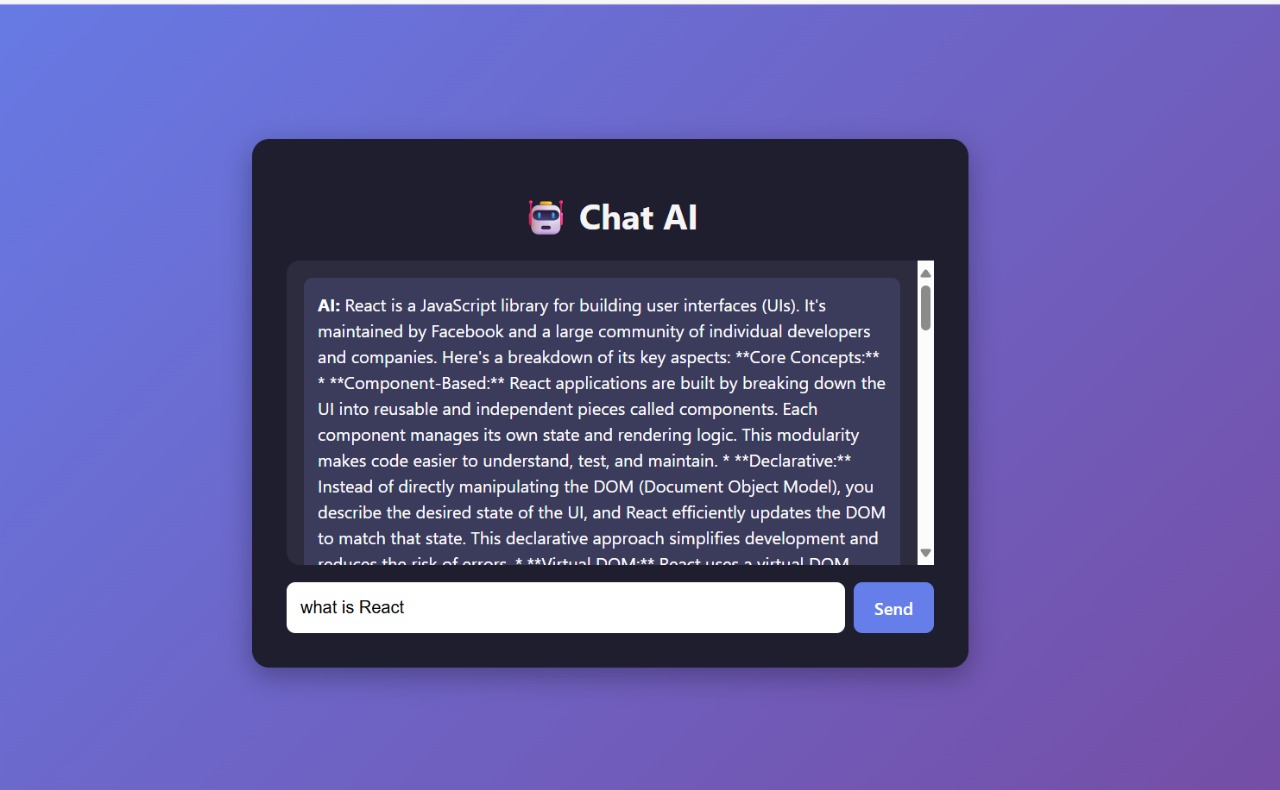 Chat AI
AI: React is a JavaScript library for building user interfaces (UIs). It's
maintained by Facebook and a large community of individual developers
and companies. Here's a breakdown of its key aspects: **Core Concepts:**
* **Component-Based:** React applications are built by breaking down the
UI into reusable and independent pieces called components. Each
component manages its own state and rendering logic. This modularity
makes code easier to understand, test, and maintain. * **Declarative:**
Instead of directly manipulating the DOM (Document Object Model), you
describe the desired state of the UI, and React efficiently updates the DOM
to match that state. This declarative approach simplifies development and
reduces the risk of errors. * **Virtual DOM:** React uses a virtual DOM
what is React
Send